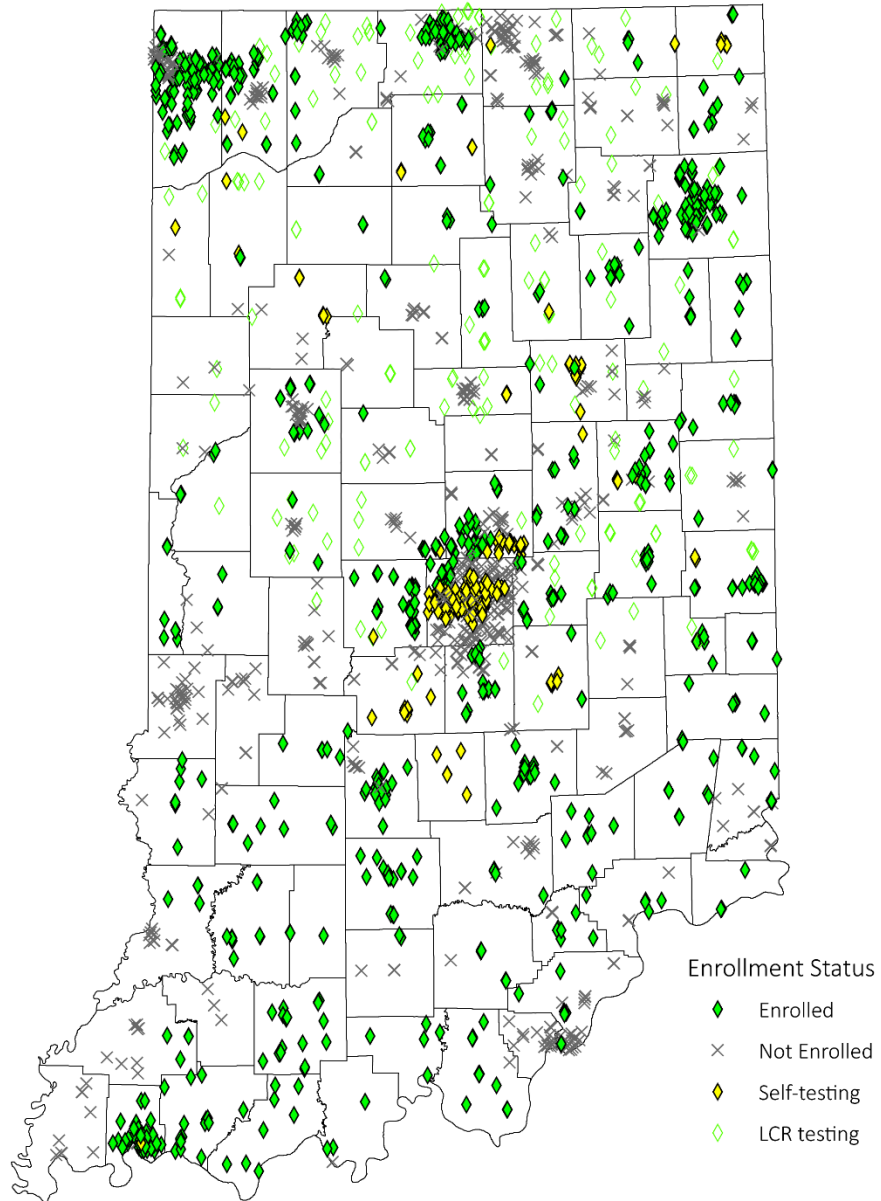 Enrollment Status
Enrolled
Not Enrolled
Self-testing
LCR testing